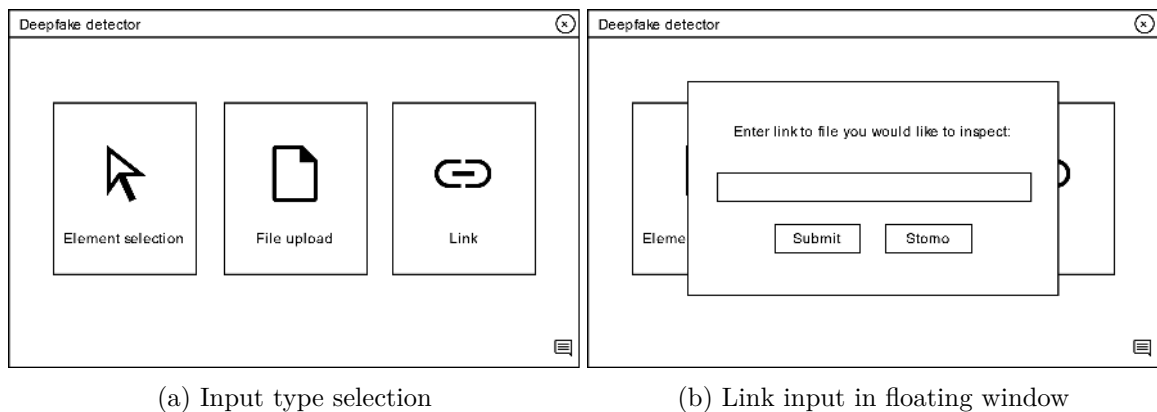 Deepfake detector
Element selection
File upload
Link
(a) Input type selection
Deepfake detector
Enter link to file you would like to inspect:
Eleme
Submit
Storno
(b) Link input in floating window